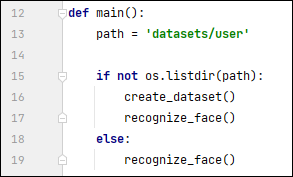 12 def main():
13     path = 'datasets/user'
14
15     if not os.listdir(path):
16         create_dataset()
17         recognize_face()
18     else:
19         recognize_face()